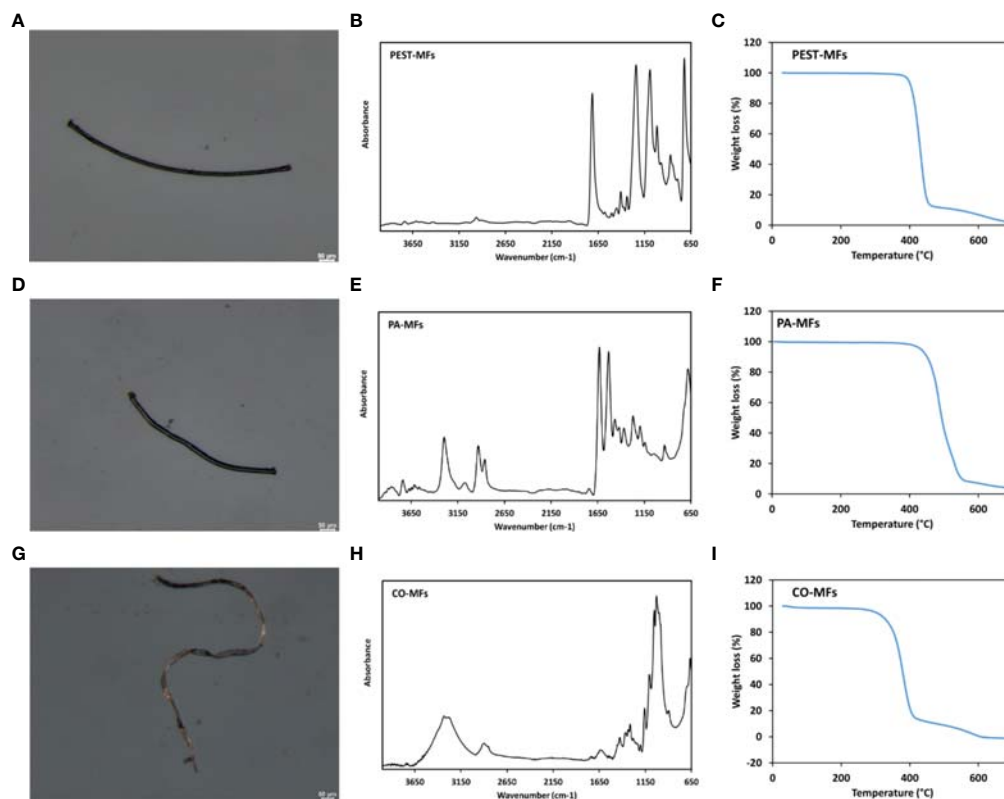 A
B
C
PEST-MFs
Absorbance
3650 3150 2650 2150 1650 1150 650
Wavenumber (cm-1)
PEST-MFs
Weight loss (%)
120
100
80
60
40
20
0
0 200 400 600
Temperature (°C)
D
E
F
PA-MFs
Absorbance
3650 3150 2650 2150 1650 1150 650
Wavenumber (cm-1)
PA-MFs
Weight loss (%)
120
100
80
60
40
20
0
0 200 400 600
Temperature (°C)
G
H
I
CO-MFs
Absorbance
3650 3150 2650 2150 1650 1150 650
Wavenumber (cm-1)
CO-MFs
Weight loss (%)
120
100
80
60
40
20
0
-20
0 200 400 600
Temperature (°C)